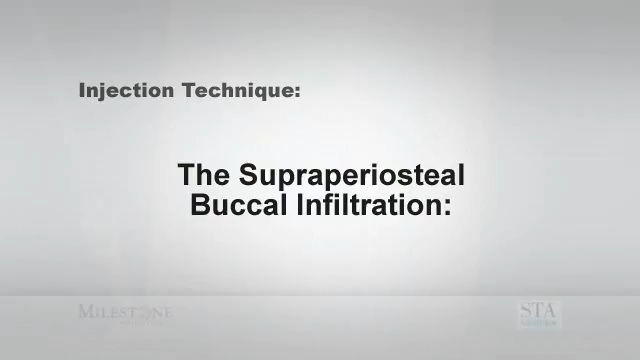 Injection Technique:
The Supraperiosteal
Buccal Infiltration:
MILESTONE
STA